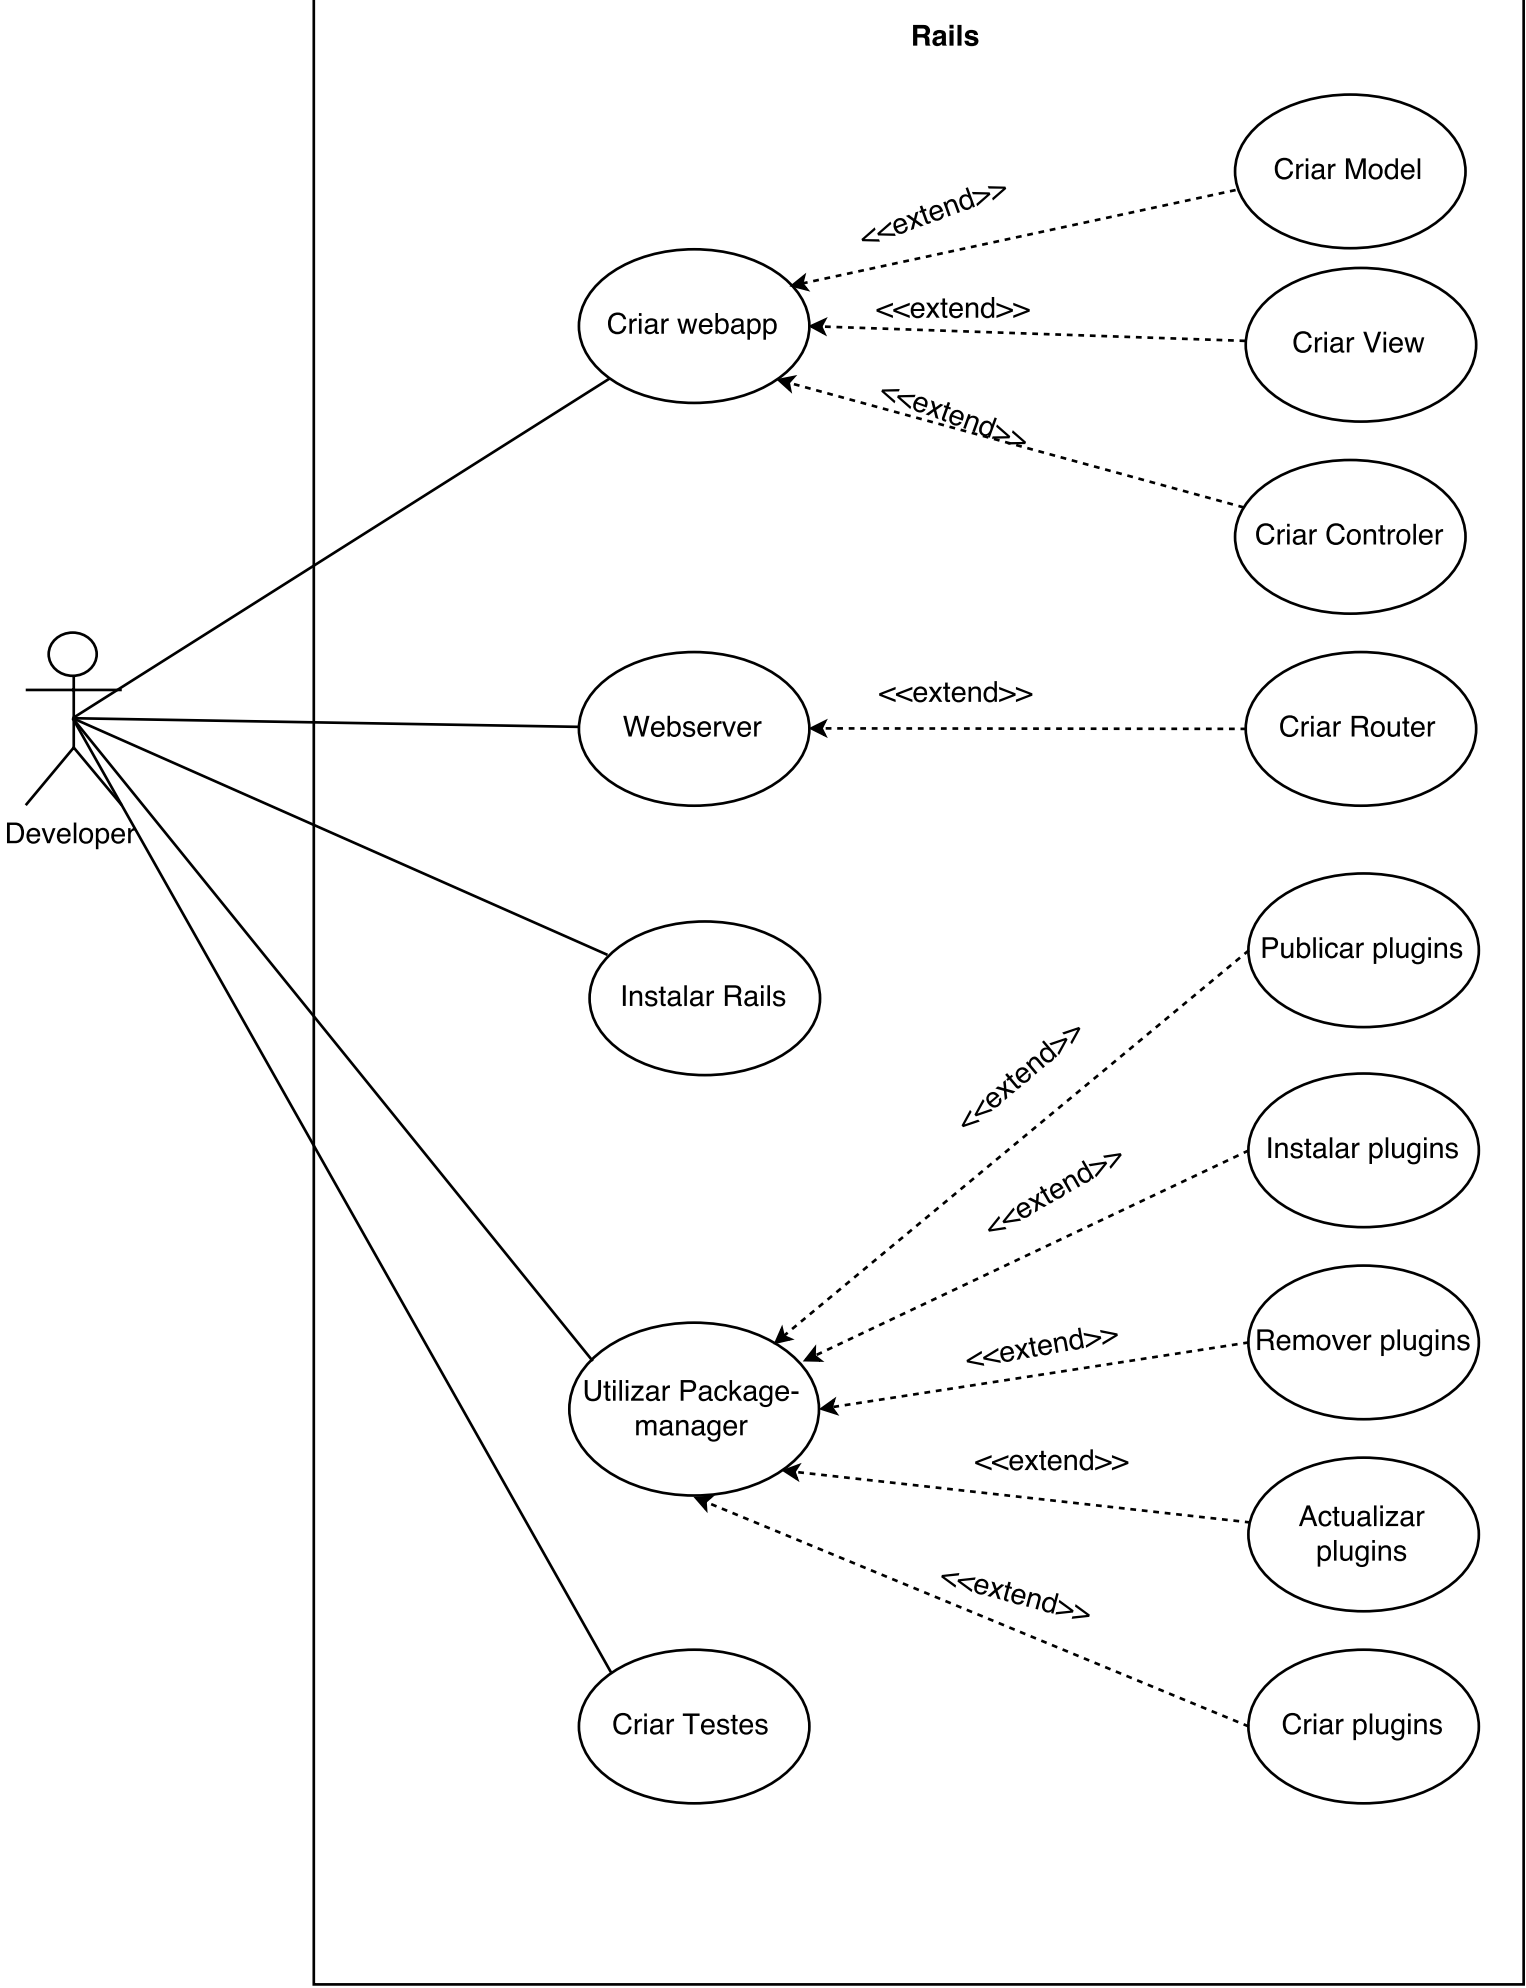 Rails
Criar Model
<<extend>>
Criar webapp
<<extend>>
Criar View
<<extend>>
Criar Controler
Developer
Webserver
<<extend>>
Criar Router
Instalar Rails
Publicar plugins
<<extend>>
Instalar plugins
<<extend>>
Remover plugins
<<extend>>
Utilizar Package-
manager
<<extend>>
Actualizar
plugins
<<extend>>
Criar Testes
Criar plugins